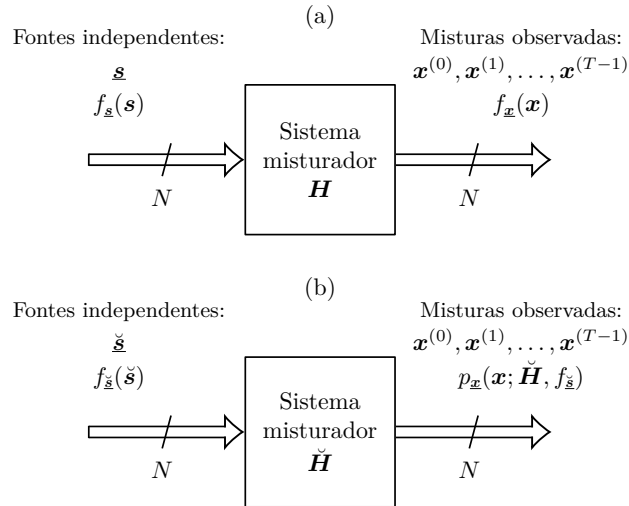 (a)
Fontes independentes:
s
f_s(s)
N
Sistema
misturador
H
Misturas observadas:
x^(0), x^(1), . . . , x^(T−1)
f_x(x)
N
(b)
Fontes independentes:
s̆
f_s̆(s̆)
N
Sistema
misturador
H̆
Misturas observadas:
x^(0), x^(1), . . . , x^(T−1)
p_x(x; H̆, f_s̆)
N